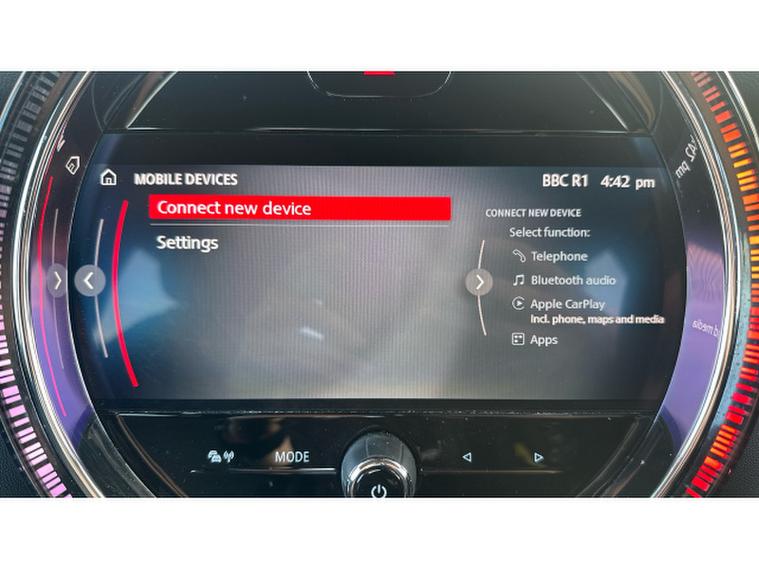 MOBILE DEVICES
BBC R1 4:42 pm
Connect new device
Settings
CONNECT NEW DEVICE
Select function:
Telephone
Bluetooth audio
Apple CarPlay
Incl. phone, maps and media
Apps
MODE